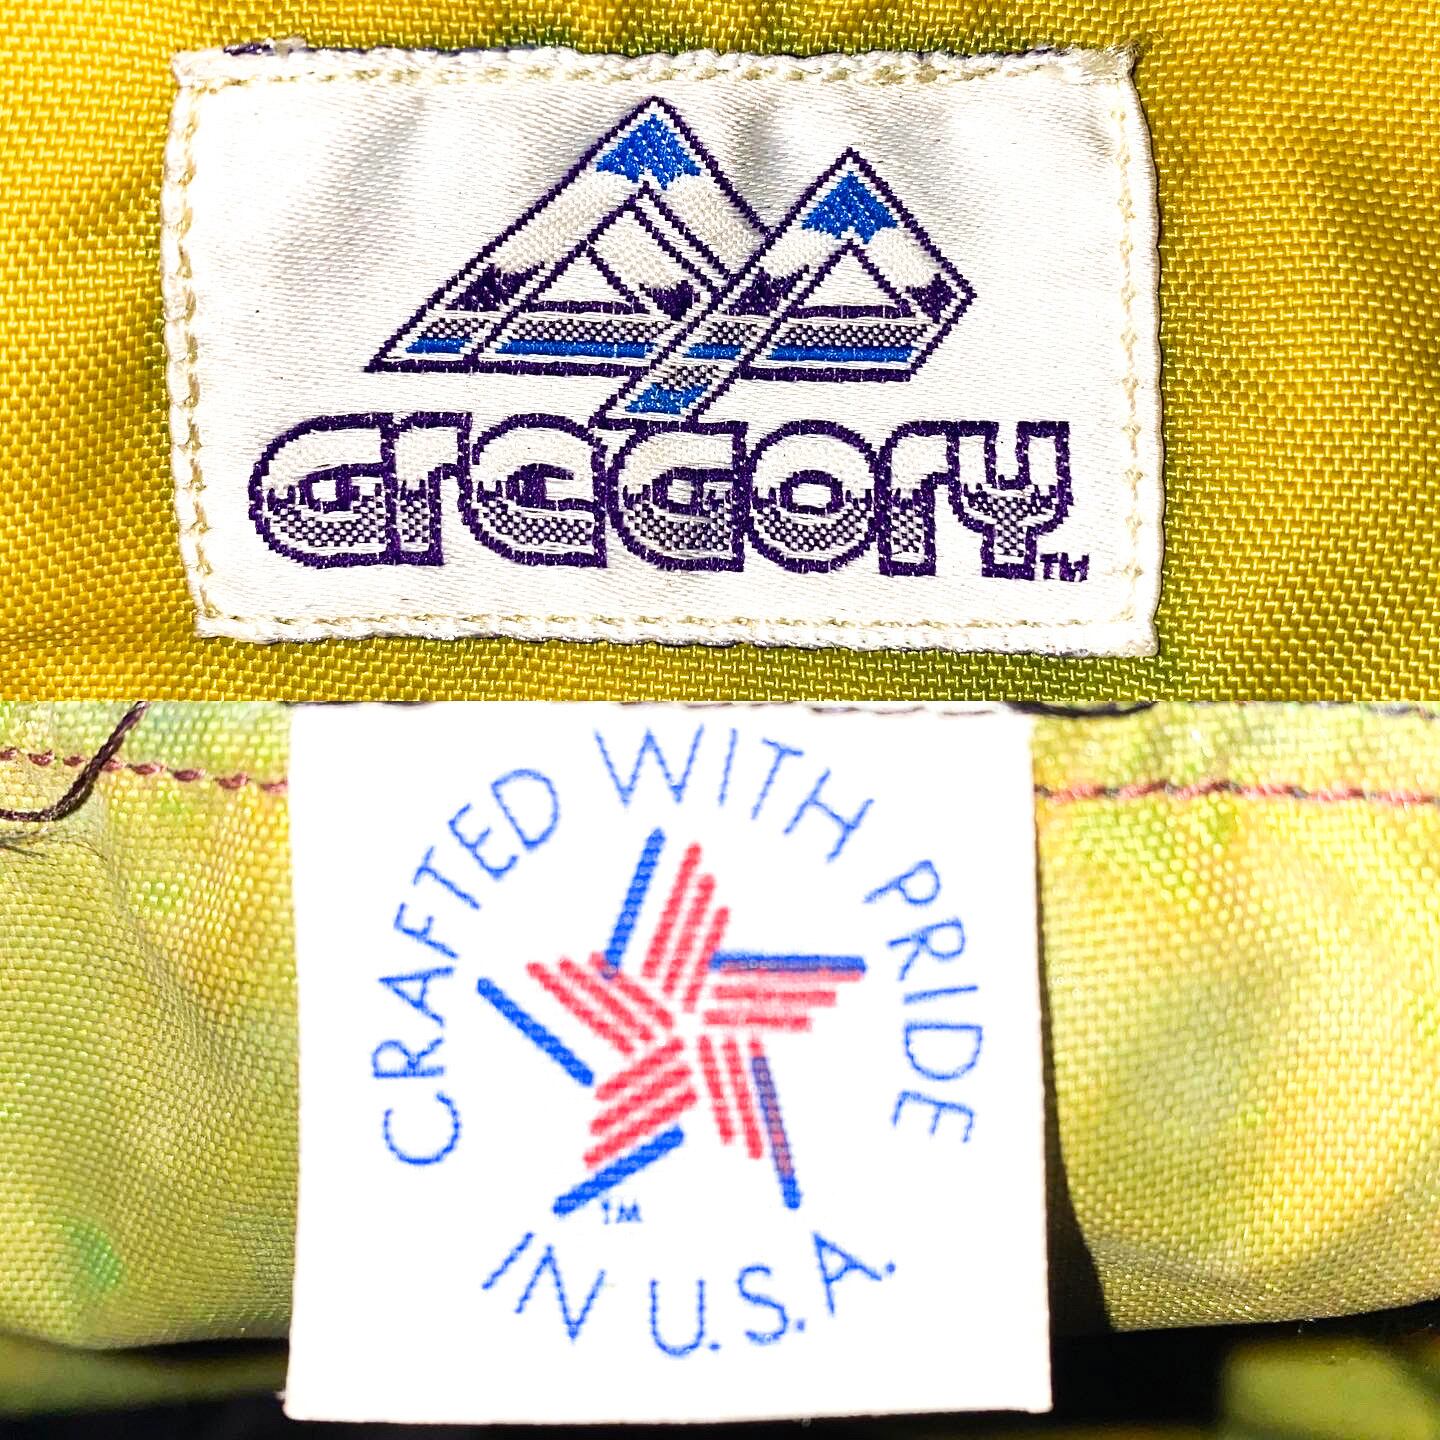 Gregory™
CRAFTED WITH PRIDE
™
IN U.S.A.